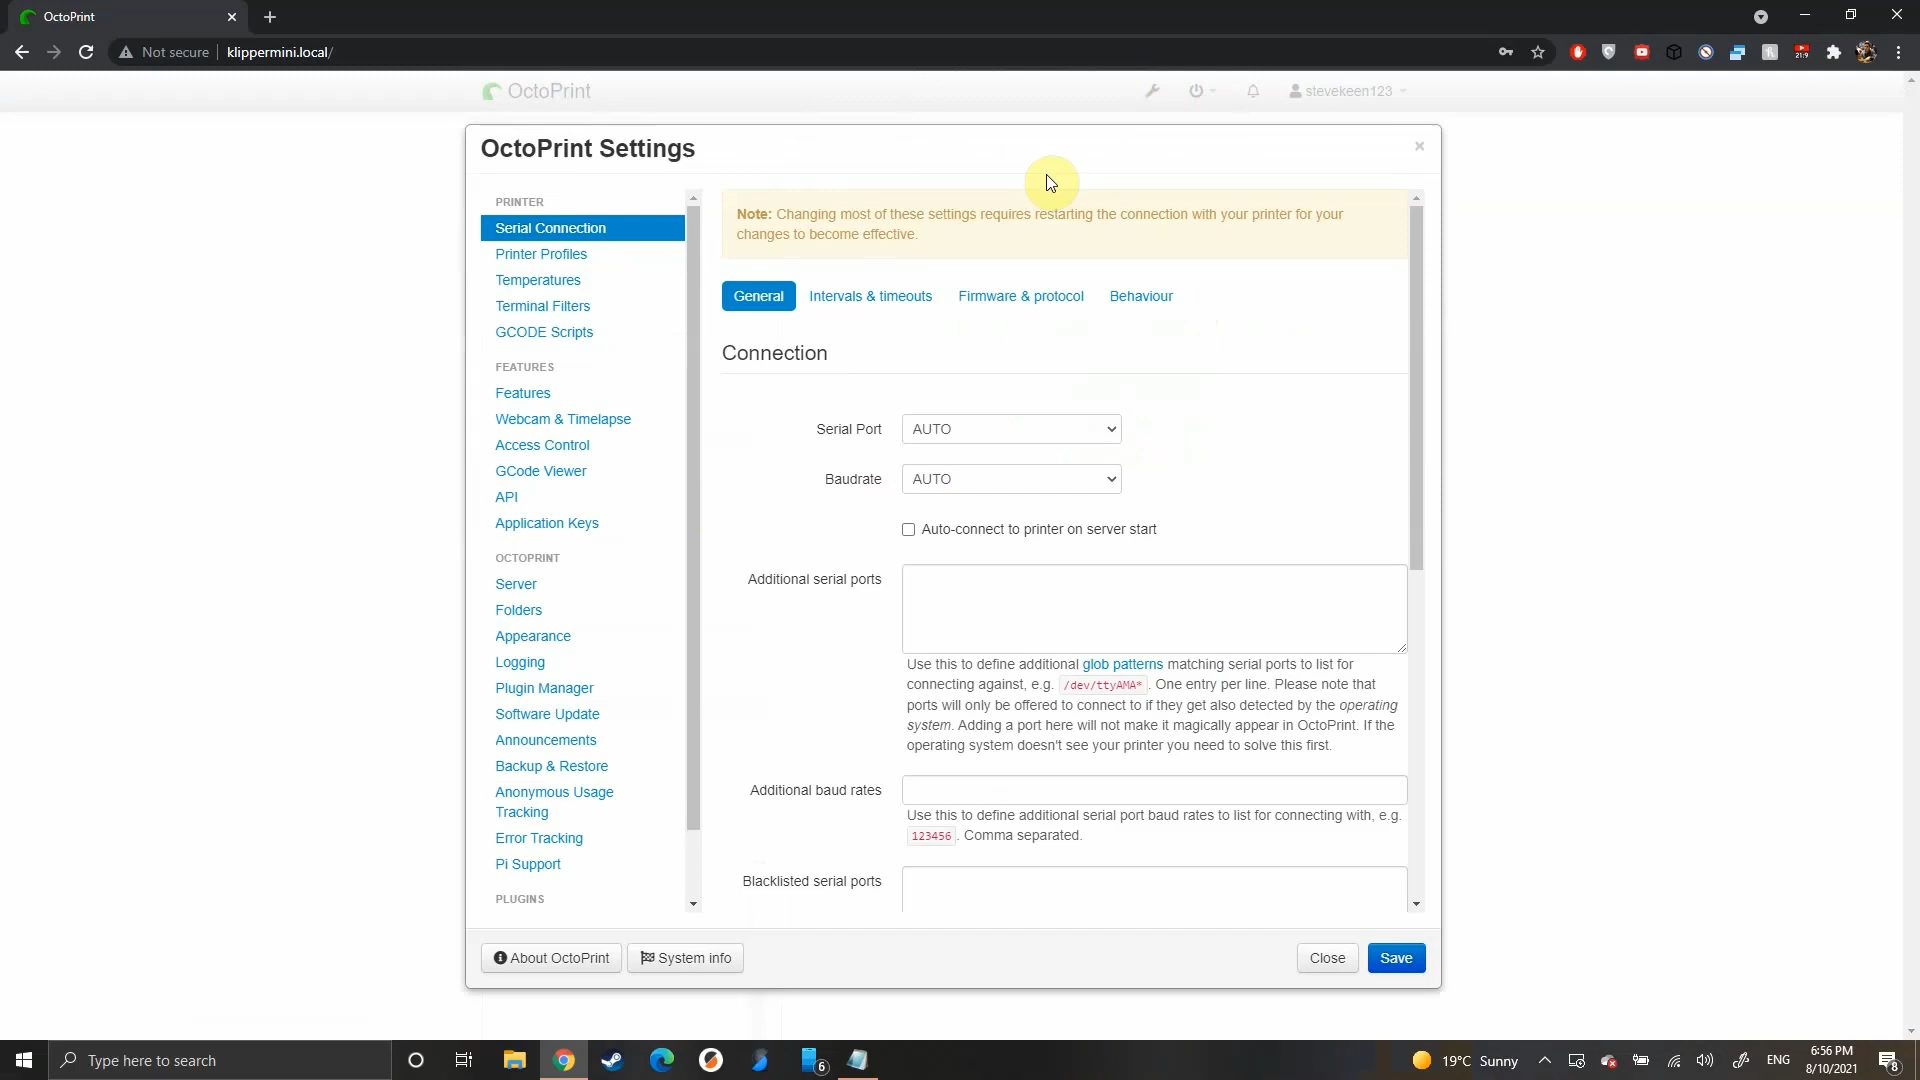 OctoPrint
Not secure
klippermini.local/
21:9
OctoPrint
stevekeen123
OctoPrint Settings
PRINTER
Serial Connection
Printer Profiles
Temperatures
Terminal Filters
GCODE Scripts
FEATURES
Features
Webcam & Timelapse
Access Control
GCode Viewer
API
Application Keys
OCTOPRINT
Server
Folders
Appearance
Logging
Plugin Manager
Software Update
Announcements
Backup & Restore
Anonymous Usage
Tracking
Error Tracking
Pi Support
PLUGINS
Note: Changing most of these settings requires restarting the connection with your printer for your
changes to become effective.
General
Intervals & timeouts
Firmware & protocol
Behaviour
Connection
Serial Port
AUTO
Baudrate
AUTO
Auto-connect to printer on server start
Additional serial ports
Use this to define additional glob patterns matching serial ports to list for
connecting against, e.g. /dev/ttyAMA* . One entry per line. Please note that
ports will only be offered to connect to if they get also detected by the operating
system. Adding a port here will not make it magically appear in OctoPrint. If the
operating system doesn't see your printer you need to solve this first.
Additional baud rates
Use this to define additional serial port baud rates to list for connecting with, e.g.
123456 . Comma separated.
Blacklisted serial ports
About OctoPrint
System info
Close
Save
Type here to search
6
19°C Sunny
ENG
6:56 PM
8/10/2021
8